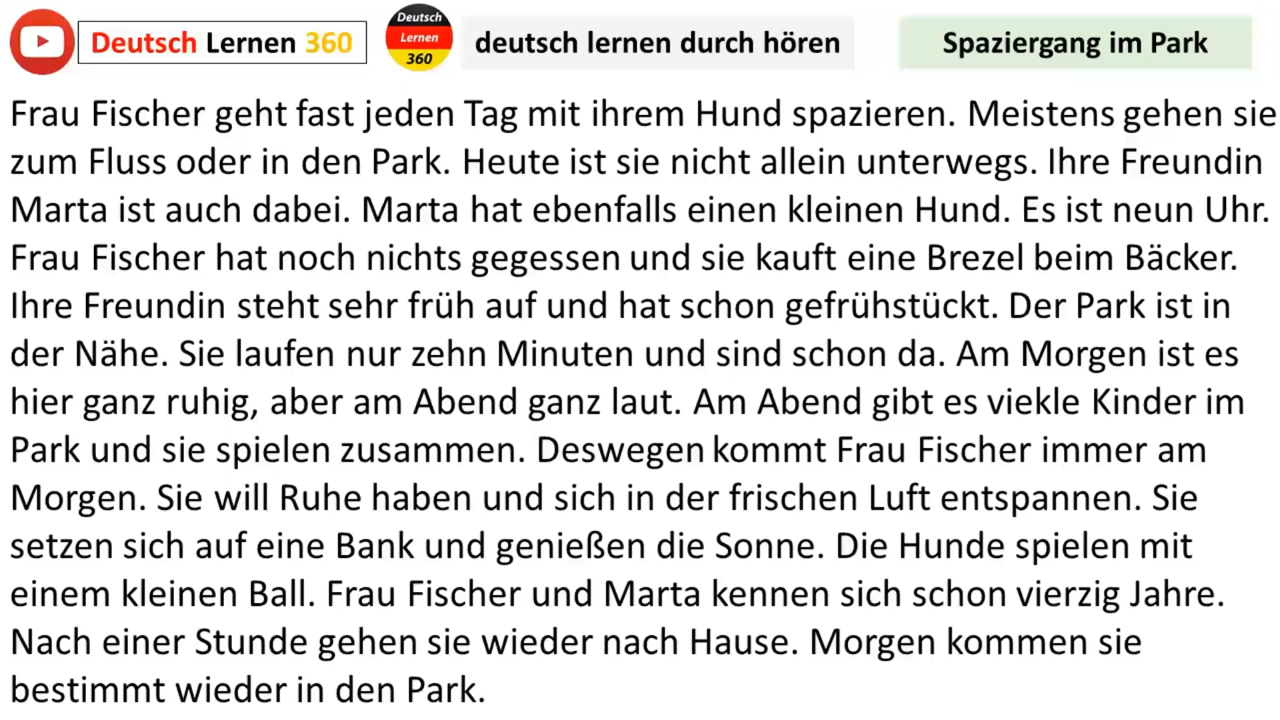 Deutsch Lernen 360
Deutsch
Lernen
360
deutsch lernen durch hören
Spaziergang im Park
Frau Fischer geht fast jeden Tag mit ihrem Hund spazieren. Meistens gehen sie
zum Fluss oder in den Park. Heute ist sie nicht allein unterwegs. Ihre Freundin
Marta ist auch dabei. Marta hat ebenfalls einen kleinen Hund. Es ist neun Uhr.
Frau Fischer hat noch nichts gegessen und sie kauft eine Brezel beim Bäcker.
Ihre Freundin steht sehr früh auf und hat schon gefrühstückt. Der Park ist in
der Nähe. Sie laufen nur zehn Minuten und sind schon da. Am Morgen ist es
hier ganz ruhig, aber am Abend ganz laut. Am Abend gibt es viekle Kinder im
Park und sie spielen zusammen. Deswegen kommt Frau Fischer immer am
Morgen. Sie will Ruhe haben und sich in der frischen Luft entspannen. Sie
setzen sich auf eine Bank und genießen die Sonne. Die Hunde spielen mit
einem kleinen Ball. Frau Fischer und Marta kennen sich schon vierzig Jahre.
Nach einer Stunde gehen sie wieder nach Hause. Morgen kommen sie
bestimmt wieder in den Park.